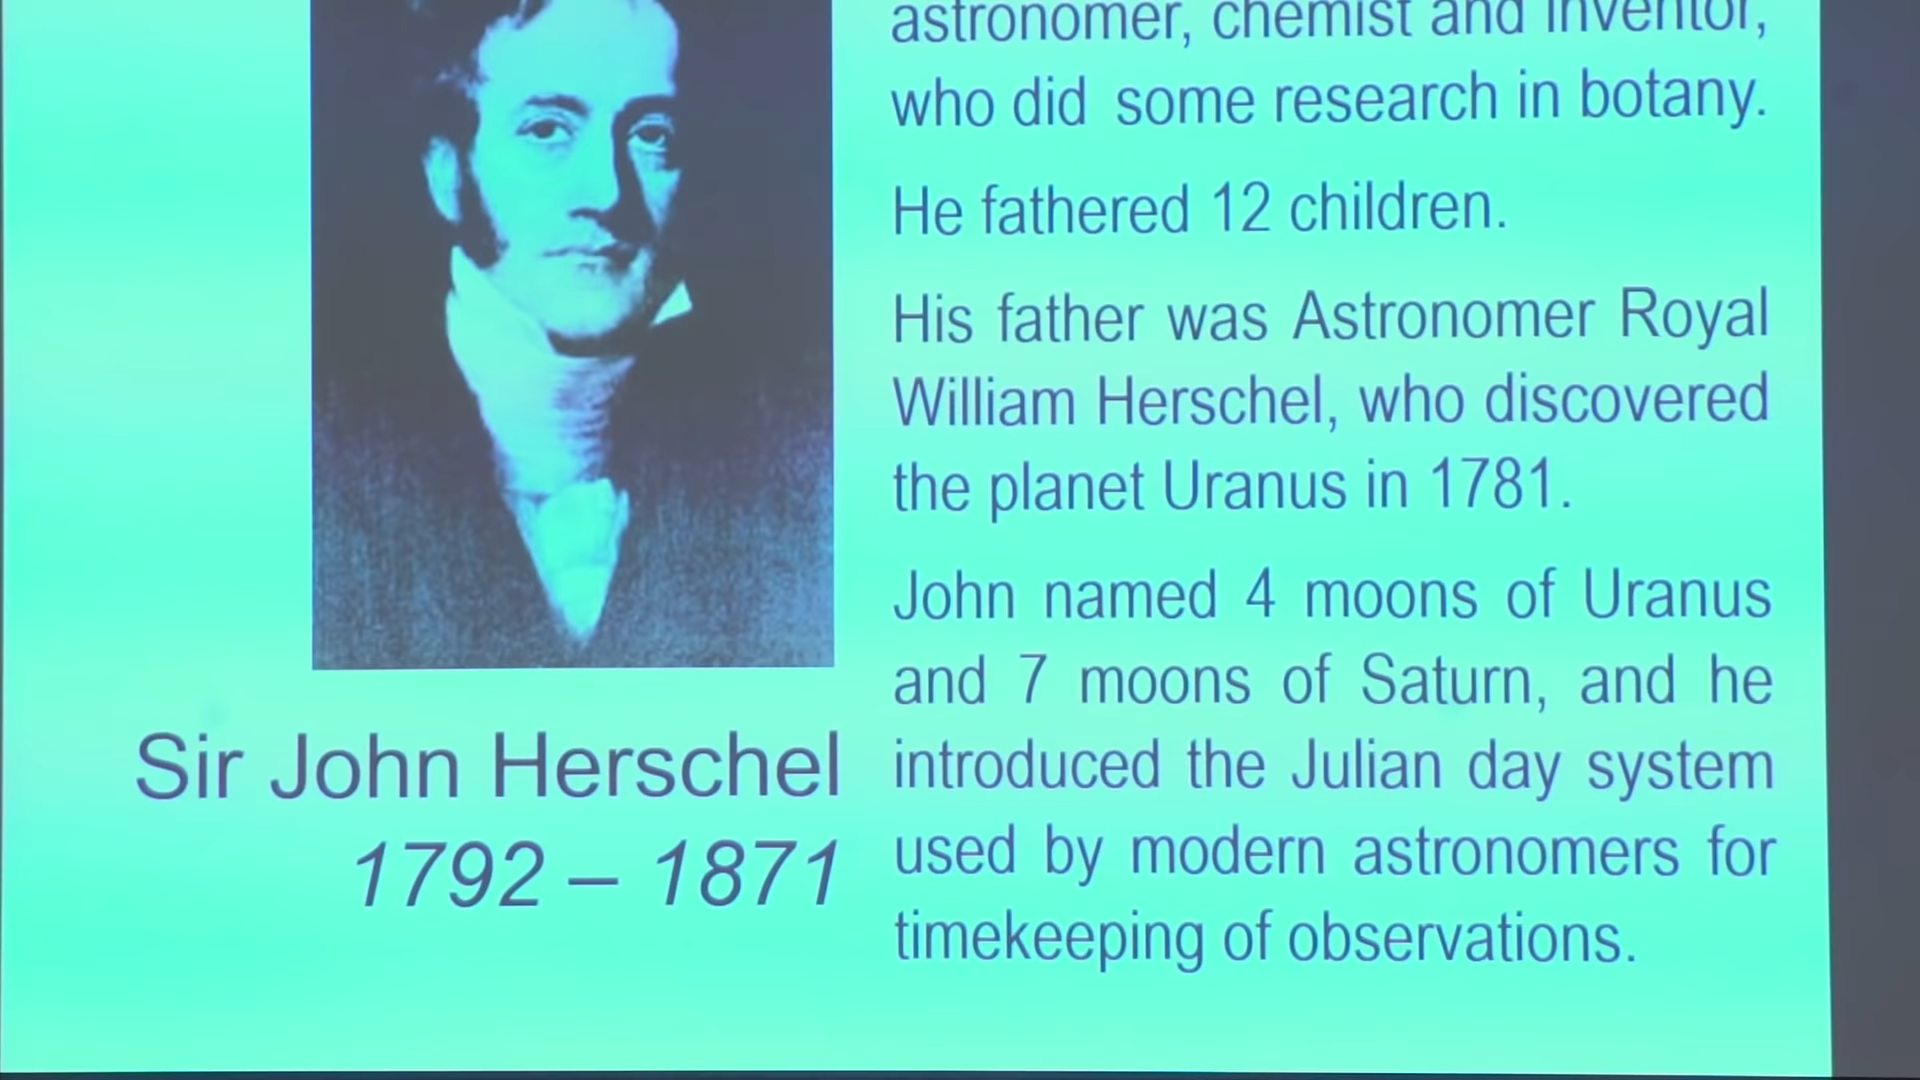 astronomer, chemist and inventor,
who did some research in botany.
He fathered 12 children.
His father was Astronomer Royal
William Herschel, who discovered
the planet Uranus in 1781.
John named 4 moons of Uranus
and 7 moons of Saturn, and he
introduced the Julian day system
used by modern astronomers for
timekeeping of observations.
Sir John Herschel
1792 – 1871